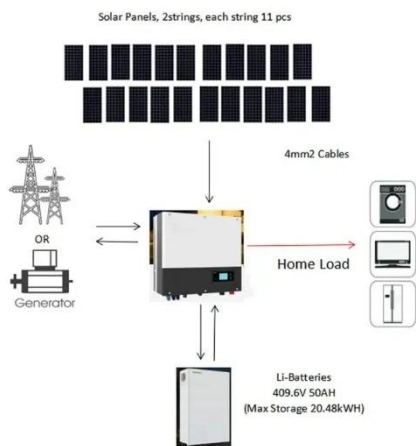 Solar Panels, 2strings, each string 11 pcs
4mm2 Cables
OR
Generator
Home Load
Li-Batteries
409.6V 50AH
(Max Storage 20.48kWH)